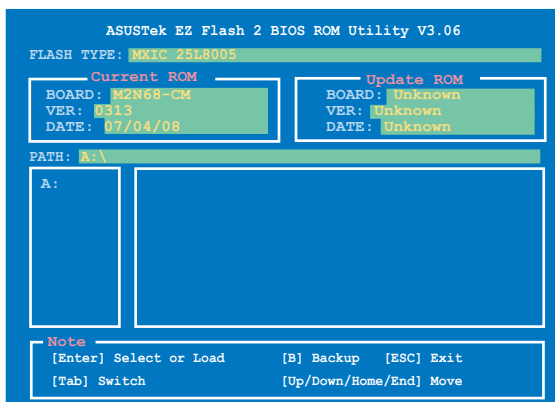 ASUSTek EZ Flash 2 BIOS ROM Utility V3.06
FLASH TYPE: MXIC 25L8005
Current ROM
BOARD: M2N68-CM
VER: 0313
DATE: 07/04/08
Update ROM
BOARD: Unknown
VER: Unknown
DATE: Unknown
PATH: A:\
A:
Note
[Enter] Select or Load [B] Backup [ESC] Exit
[Tab] Switch [Up/Down/Home/End] Move